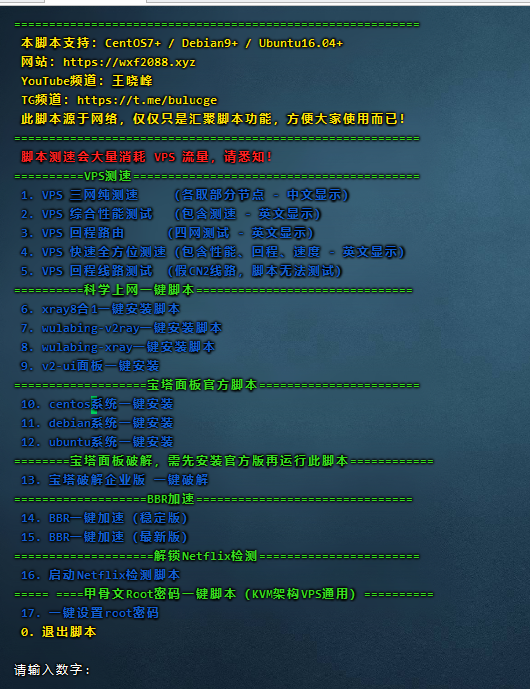 ==========================================================
本脚本支持：CentOS7+ / Debian9+ / Ubuntu16.04+
网站：https://wxf2088.xyz
YouTube频道：王晓峰
TG频道：https://t.me/buluoge
此脚本源于网络，仅仅只是汇聚脚本功能，方便大家使用而已！
==========================================================
脚本测速会大量消耗 VPS 流量，请悉知！
==========VPS测速=========================================
1. VPS 三网纯测速 （各取部分节点 - 中文显示）
2. VPS 综合性能测试 （包含测速 - 英文显示）
3. VPS 回程路由 （四网测试 - 英文显示）
4. VPS 快速全方位测速（包含性能、回程、速度 - 英文显示）
5. VPS 回程线路测试 （假CN2线路，脚本无法测试）
==========科学上网一键脚本===============================
6. xray8合1一键安装脚本
7. wulabing-v2ray一键安装脚本
8. wulabing-xray一键安装脚本
9. v2-ui面板一键安装
===================宝塔面板官方脚本=======================
10. centos系统一键安装
11. debian系统一键安装
12. ubuntu系统一键安装
========宝塔面板破解，需先安装官方版再运行此脚本============
13. 宝塔破解企业版 一键破解
===================BBR加速===============================
14. BBR一键加速（稳定版）
15. BBR一键加速（最新版）
====================解锁Netflix检测=======================
16. 启动Netflix检测脚本
===== ====甲骨文Root密码一键脚本（KVM架构VPS通用）==========
17. 一键设置root密码
0. 退出脚本
请输入数字：